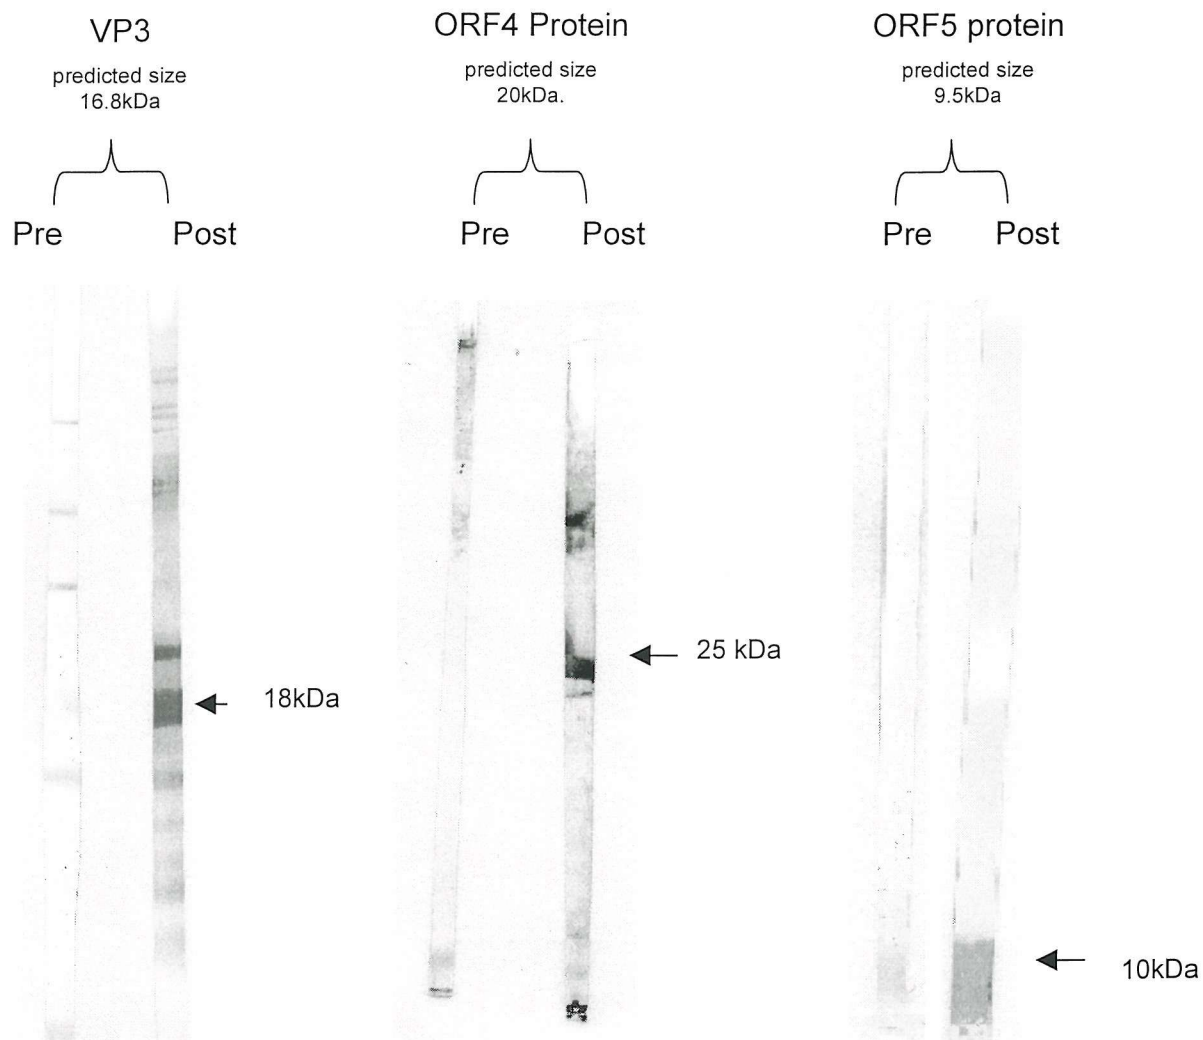 VP3
predicted size
16.8kDa
Pre
Post
18kDa
ORF4 Protein
predicted size
20kDa.
Pre
Post
25 kDa
ORF5 protein
predicted size
9.5kDa
Pre
Post
10kDa